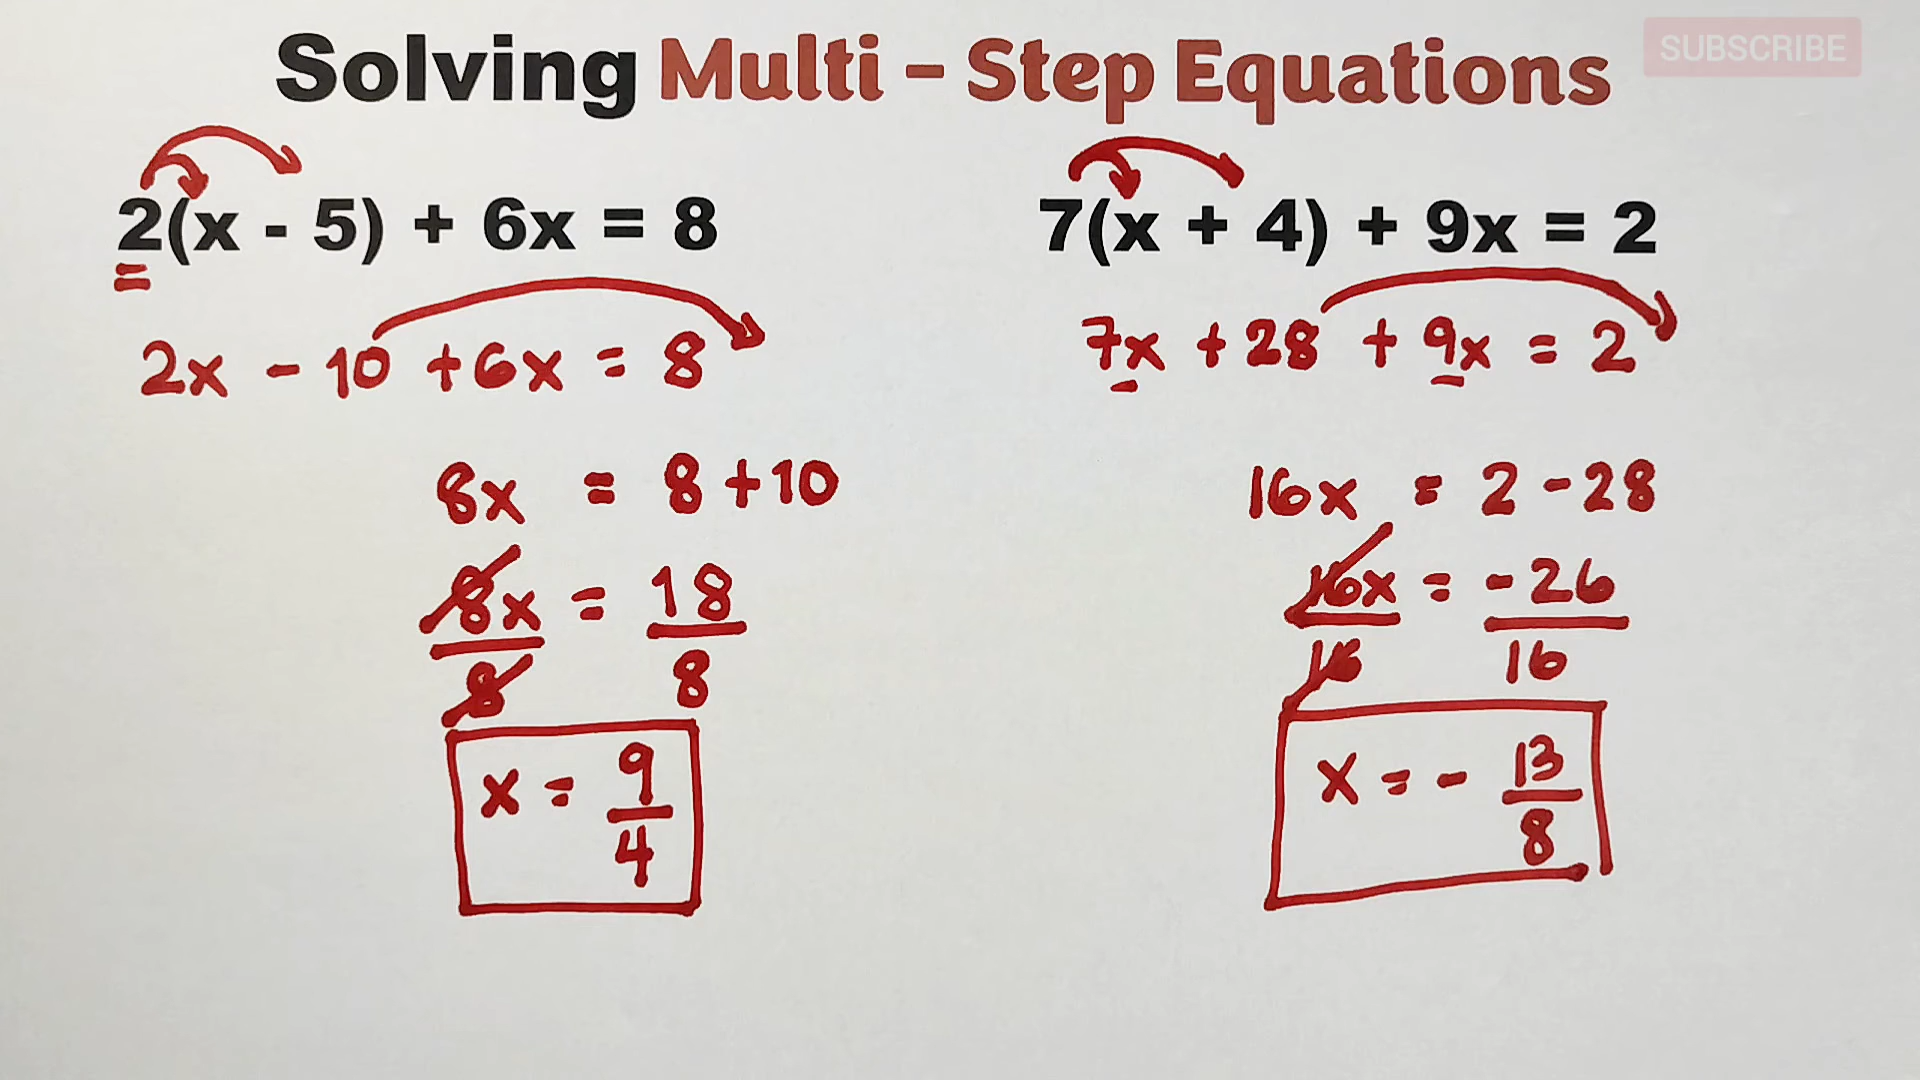 Solving Multi - Step Equations
SUBSCRIBE
2(x - 5) + 6x = 8
2x - 10 + 6x = 8
8x = 8 + 10
8x/8 = 18/8
x = 9/4
7(x + 4) + 9x = 2
7x + 28 + 9x = 2
16x = 2 - 28
16x/16 = -26/16
x = - 13/8